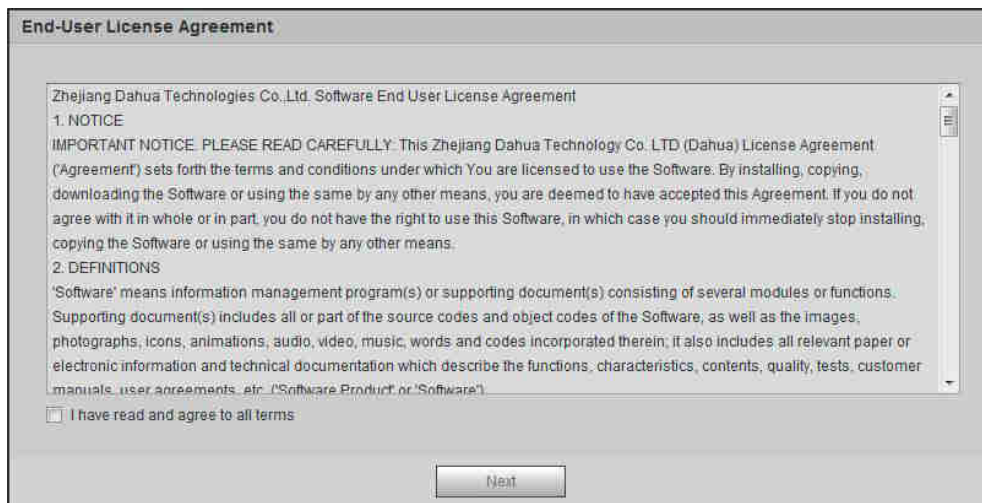 End-User License Agreement
Zhejiang Dahua Technologies Co.,Ltd. Software End User License Agreement
1. NOTICE
IMPORTANT NOTICE. PLEASE READ CAREFULLY: This Zhejiang Dahua Technology Co. LTD (Dahua) License Agreement
('Agreement') sets forth the terms and conditions under which You are licensed to use the Software. By installing, copying,
downloading the Software or using the same by any other means, you are deemed to have accepted this Agreement. If you do not
agree with it in whole or in part, you do not have the right to use this Software, in which case you should immediately stop installing,
copying the Software or using the same by any other means.
2. DEFINITIONS
'Software' means information management program(s) or supporting document(s) consisting of several modules or functions.
Supporting document(s) includes all or part of the source codes and object codes of the Software, as well as the images,
photographs, icons, animations, audio, video, music, words and codes incorporated therein; it also includes all relevant paper or
electronic information and technical documentation which describe the functions, characteristics, contents, quality, tests, customer
manuals, user agreements, etc. ('Software Product' or 'Software')
I have read and agree to all terms
Next